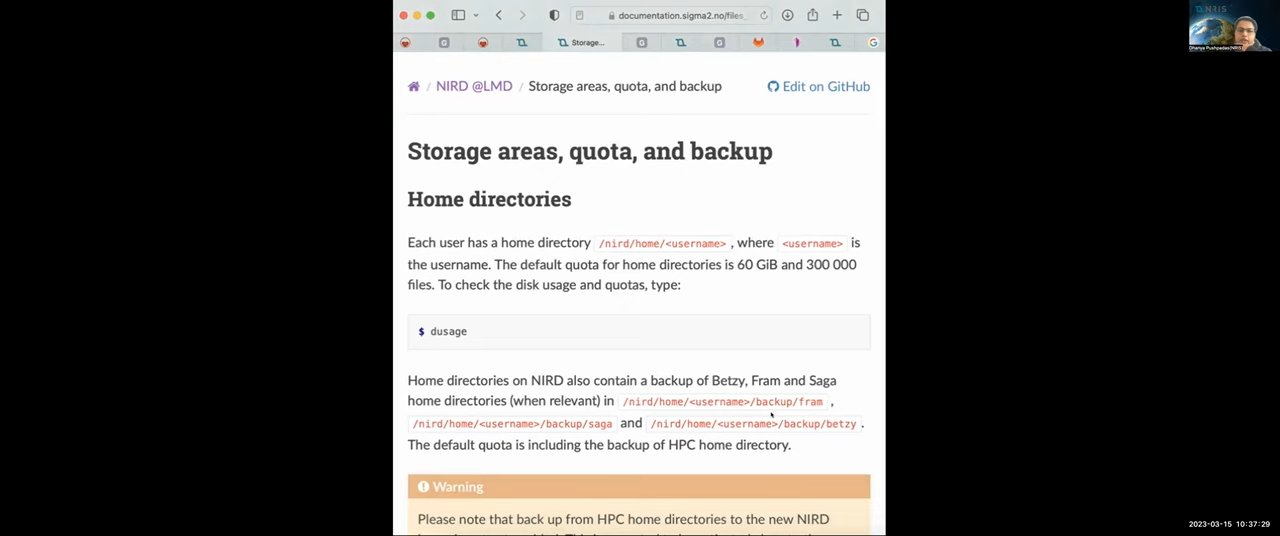 documentation.sigma2.no/files_
Storage...
NRIS
Dhanya Pushpadas(NRIS)
NIRD @LMD / Storage areas, quota, and backup
Edit on GitHub
Storage areas, quota, and backup
Home directories
Each user has a home directory /nird/home/<username> , where <username> is
the username. The default quota for home directories is 60 GiB and 300 000
files. To check the disk usage and quotas, type:
$ dusage
Home directories on NIRD also contain a backup of Betzy, Fram and Saga
home directories (when relevant) in /nird/home/<username>/backup/fram ,
/nird/home/<username>/backup/saga and /nird/home/<username>/backup/betzy .
The default quota is including the backup of HPC home directory.
Warning
Please note that back up from HPC home directories to the new NIRD
2023-03-15 10:37:29